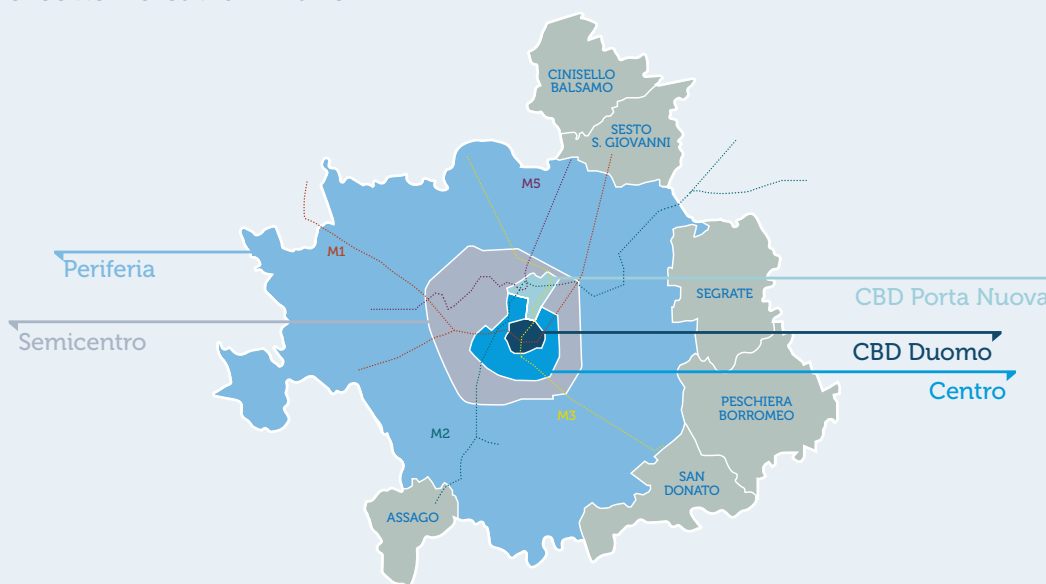 CINISELLO
BALSAMO
SESTO
S. GIOVANNI
M5
M1
Periferia
SEGRATE
CBD Porta Nuova
Semicentro
CBD Duomo
Centro
PESCHIERA
BORROMEO
M3
M2
SAN
DONATO
ASSAGO